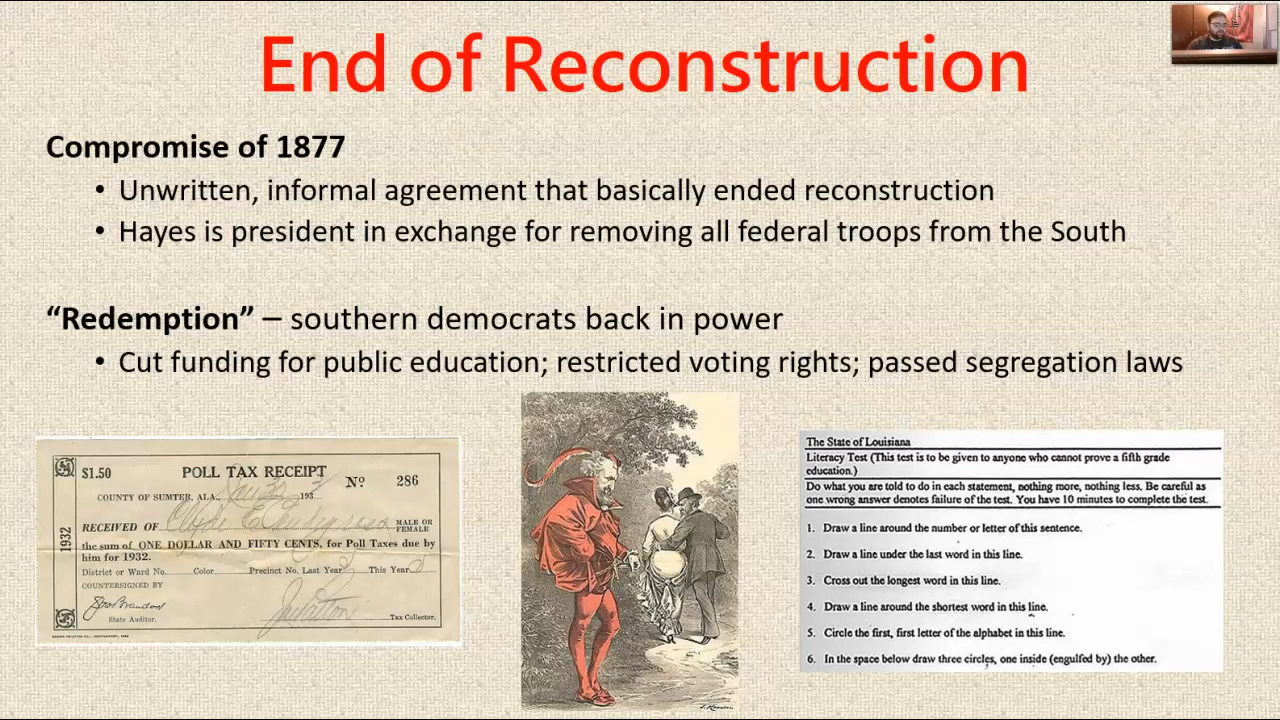 End of Reconstruction
Compromise of 1877
• Unwritten, informal agreement that basically ended reconstruction
• Hayes is president in exchange for removing all federal troops from the South
“Redemption” – southern democrats back in power
• Cut funding for public education; restricted voting rights; passed segregation laws
$1.50 POLL TAX RECEIPT Nº 286
COUNTY OF SUMTER, ALA., 193
RECEIVED OF MALE OR FEMALE
the sum of ONE DOLLAR AND FIFTY CENTS, for Poll Taxes due by
him for 1932.
District or Ward No. Color Precinct No. Last Year This Year
COUNTERSIGNED BY
State Auditor. Tax Collector.
1932
The State of Louisiana
Literacy Test (This test is to be given to anyone who cannot prove a fifth grade
education.)
Do what you are told to do in each statement, nothing more, nothing less. Be careful as
one wrong answer denotes failure of the test. You have 10 minutes to complete the test.
1. Draw a line around the number or letter of this sentence.
2. Draw a line under the last word in this line.
3. Cross out the longest word in this line.
4. Draw a line around the shortest word in this line.
5. Circle the first, first letter of the alphabet in this line.
6. In the space below draw three circles, one inside (engulfed by) the other.